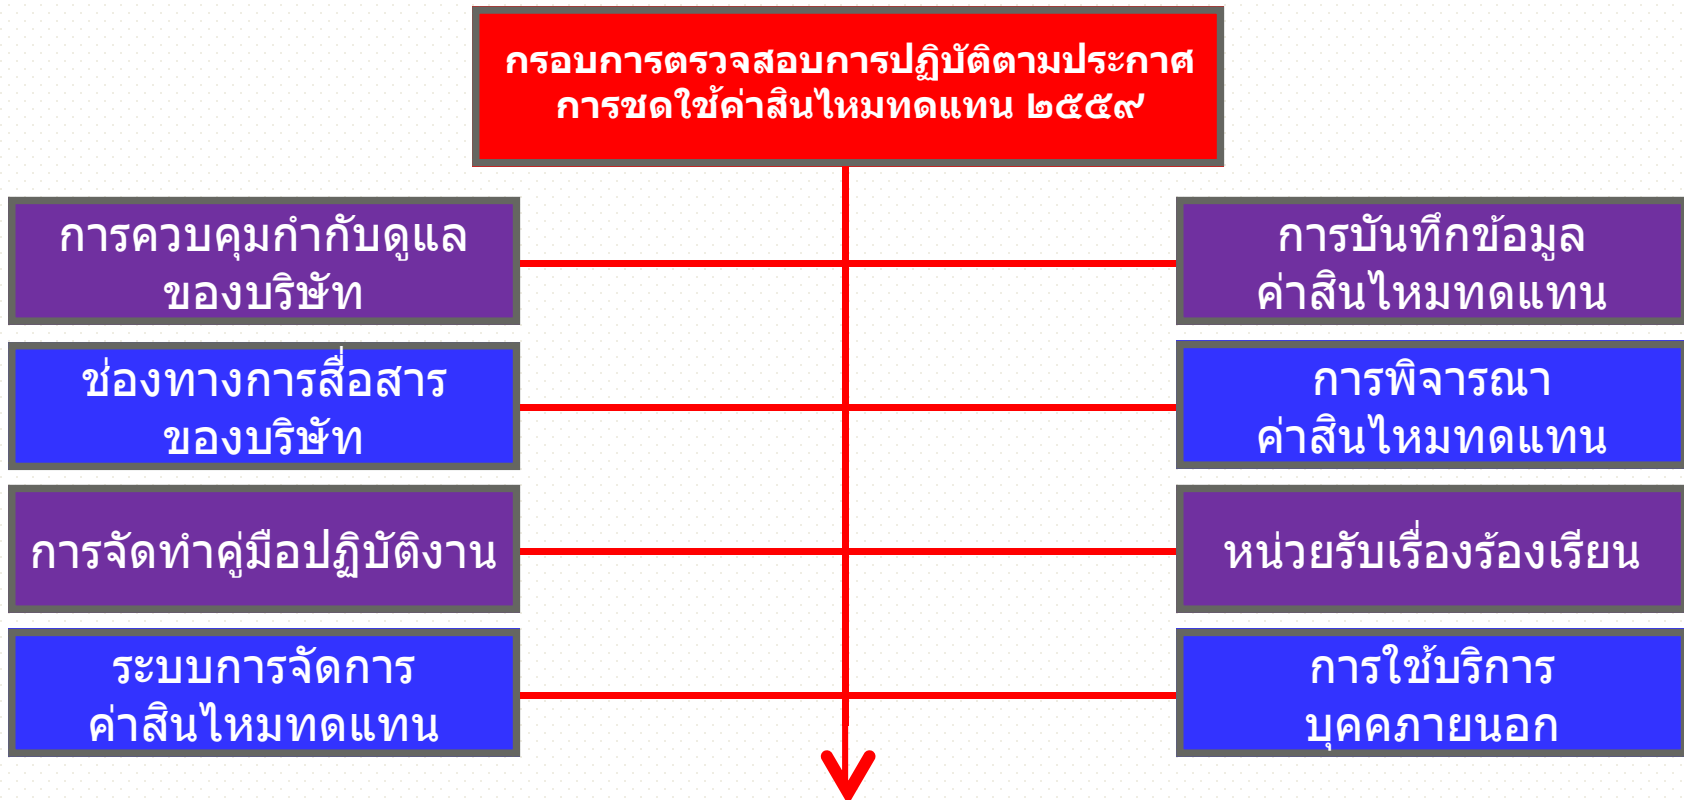 กรอบการตรวจสอบการปฏิบัติตามประกาศ
การชดใช้ค่าสินไหมทดแทน ๒๕๕๙
การควบคุมกำกับดูแล
ของบริษัท
ช่องทางการสื่อสาร
ของบริษัท
การจัดทำคู่มือปฏิบัติงาน
ระบบการจัดการ
ค่าสินไหมทดแทน
การบันทึกข้อมูล
ค่าสินไหมทดแทน
การพิจารณา
ค่าสินไหมทดแทน
หน่วยรับเรื่องร้องเรียน
การใช้บริการ
บุคคภายนอก